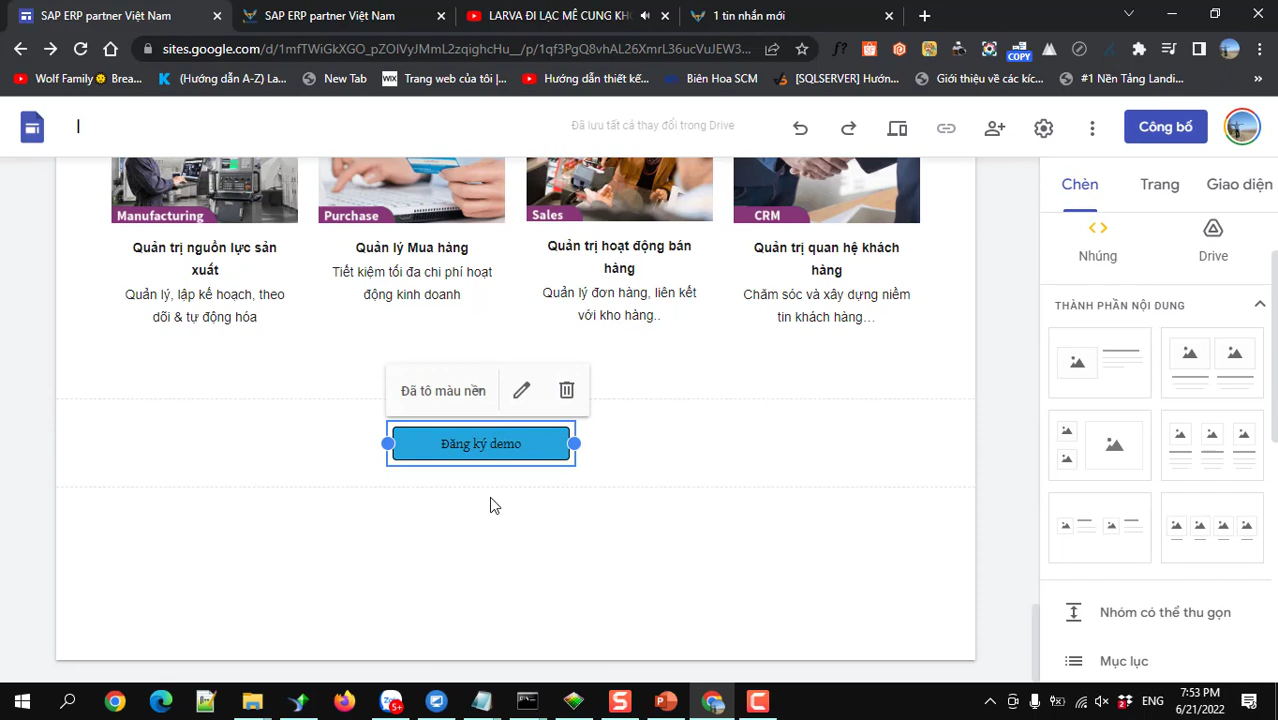 SAP ERP partner Việt Nam
SAP ERP partner Việt Nam
LARVA ĐI LẠC MÊ CUNG KH
1 tin nhắn mới
sites.google.com/d/1mfTWiGkXGO_pZOlVyJMmL2zqighcHu__/p/1qf3PgQ8vhAL26XmrL36ucVuJEW3...
COPY
Wolf Family Brea...
(Hướng dẫn A-Z) La...
New Tab
WIX Trang web của tôi |...
Hướng dẫn thiết kế...
Biên Hòa SCM
[SQLSERVER] Hướn...
Giới thiệu về các kíc...
#1 Nền Tảng Landi...
Đã lưu tất cả thay đổi trong Drive
Công bố
Chèn
Trang
Giao diện
Nhúng
Drive
Manufacturing
Purchase
Sales
CRM
Quản trị nguồn lực sản
xuất
Quản lý, lập kế hoạch, theo
dõi & tự động hóa
Quản lý Mua hàng
Tiết kiệm tối đa chi phí hoạt
động kinh doanh
Quản trị hoạt động bán
hàng
Quản lý đơn hàng, liên kết
với kho hàng..
Quản trị quan hệ khách
hàng
Chăm sóc và xây dựng niềm
tin khách hàng…
THÀNH PHẦN NỘI DUNG
Đã tô màu nền
Đăng ký demo
Nhóm có thể thu gọn
Mục lục
5+
ENG
7:53 PM
6/21/2022